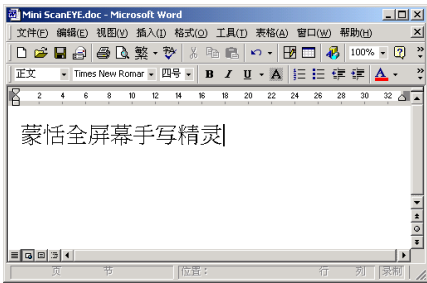 Mini ScanEYE.doc - Microsoft Word
文件(F) 编辑(E) 视图(V) 插入(I) 格式(O) 工具(T) 表格(A) 窗口(W) 帮助(H)
繁 100%
正文 Times New Romar 四号 B I U A A
2 4 6 8 10 12 14 16 18 20 22 24 26 28 30 32
蒙恬全屏幕手写精灵
页 节 位置： 行 列 录制